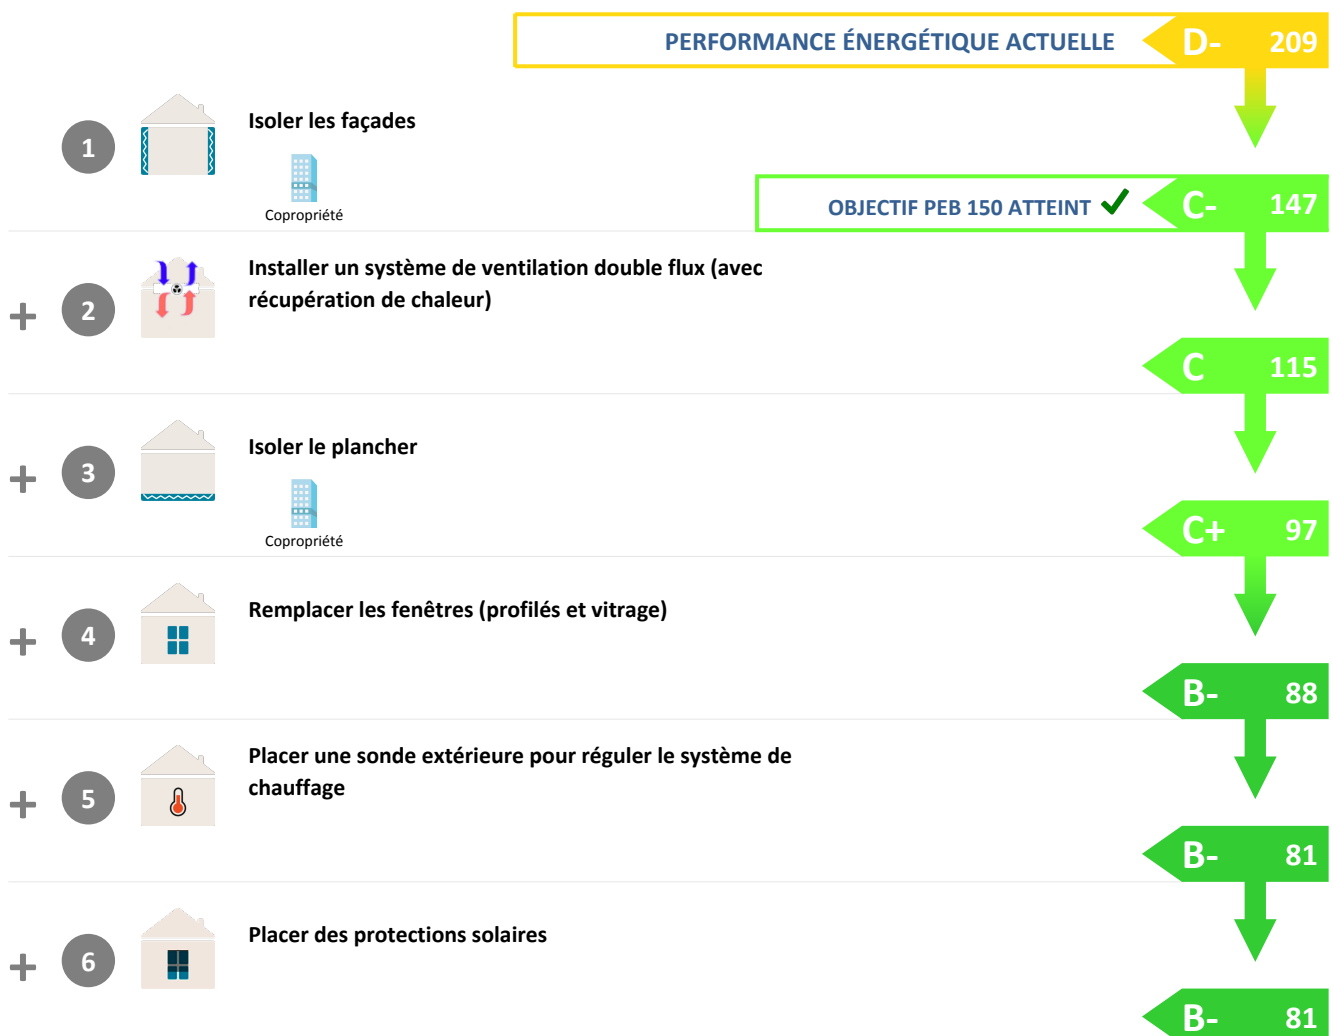 PERFORMANCE ÉNERGÉTIQUE ACTUELLE D- 209
1 Isoler les façades
Copropriété
OBJECTIF PEB 150 ATTEINT ✓ C- 147
+ 2 Installer un système de ventilation double flux (avec
récupération de chaleur)
C 115
+ 3 Isoler le plancher
Copropriété
C+ 97
+ 4 Remplacer les fenêtres (profilés et vitrage)
B- 88
+ 5 Placer une sonde extérieure pour réguler le système de
chauffage
B- 81
+ 6 Placer des protections solaires
B- 81